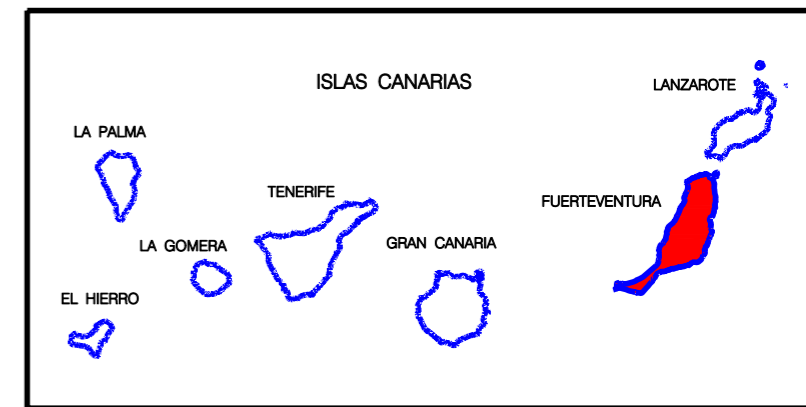 ISLAS CANARIAS
LANZAROTE
LA PALMA
TENERIFE
FUERTEVENTURA
LA GOMERA
GRAN CANARIA
EL HIERRO